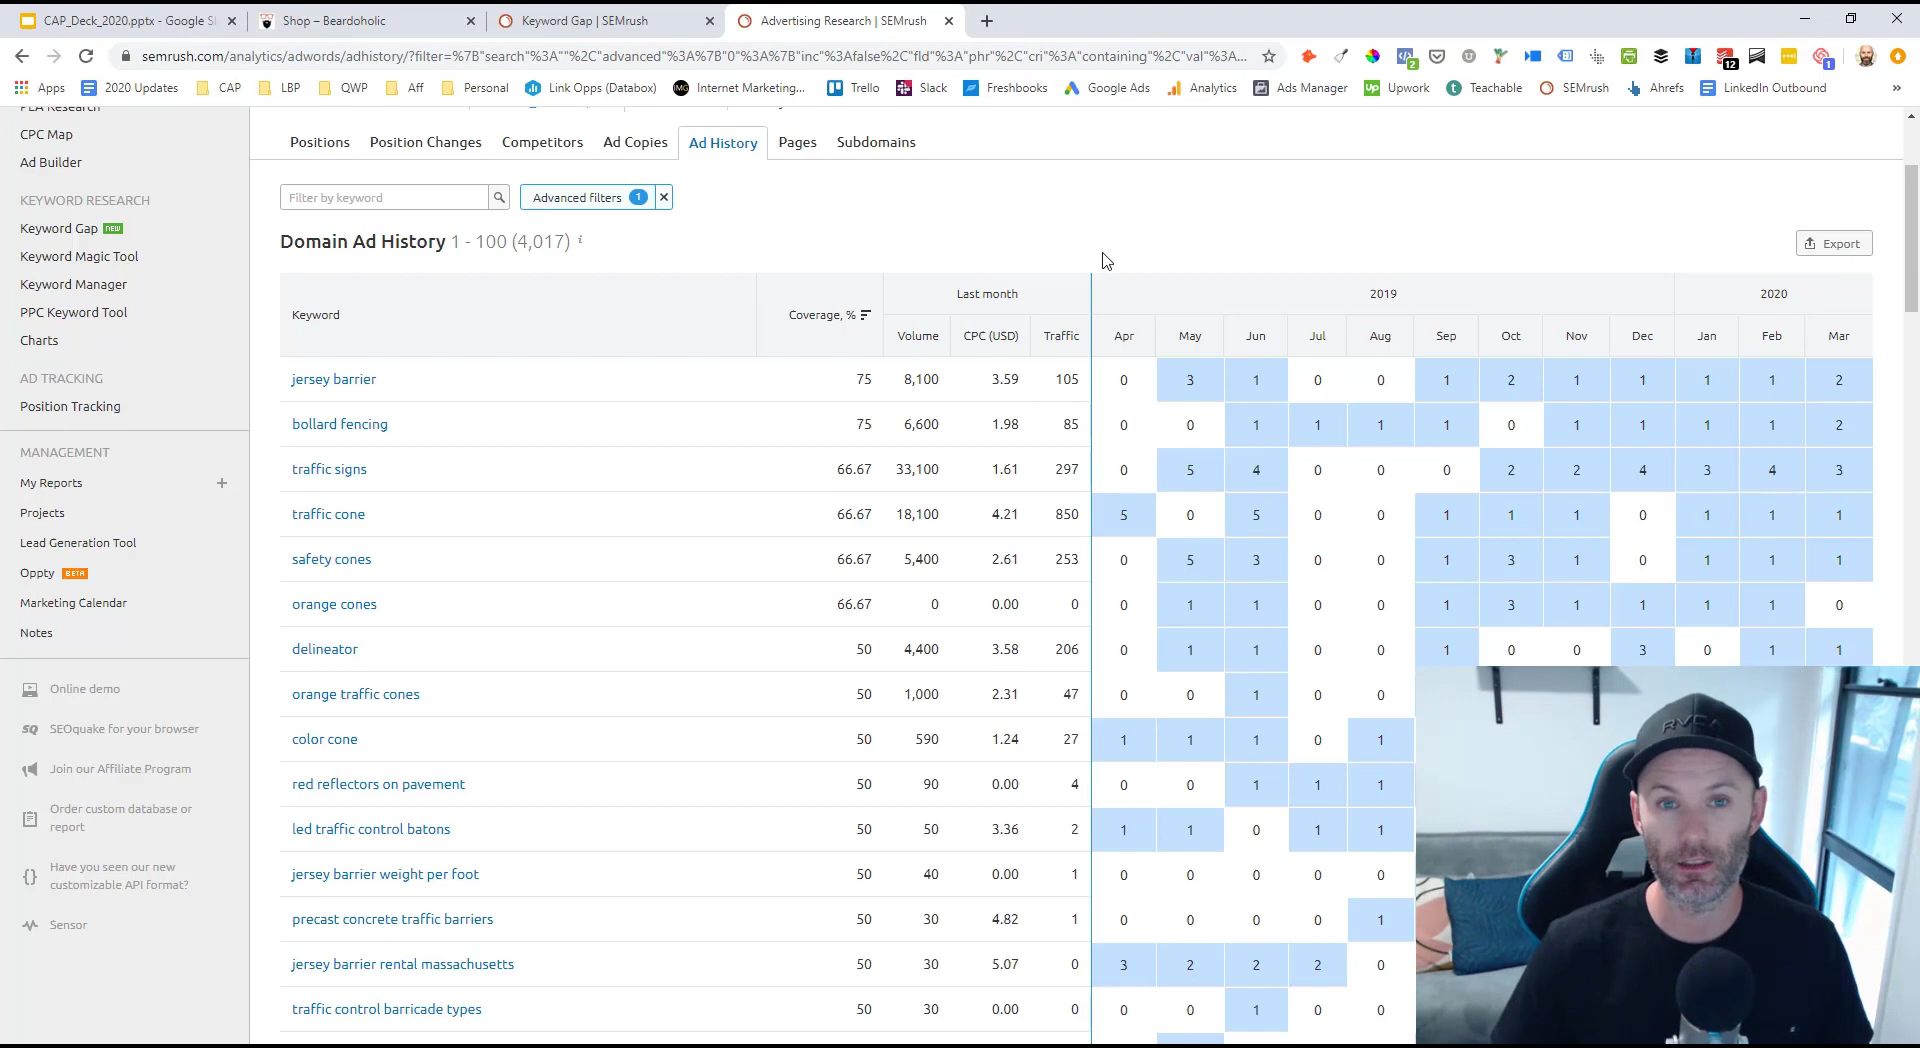 CAP_Deck_2020.pptx - Google Sl
Shop – Beardoholic
Keyword Gap | SEMrush
Advertising Research | SEMrush
semrush.com/analytics/adwords/adhistory/?filter=%7B"search"%3A""%2C"advanced"%3A%7B"0"%3A%7B"inc"%3Afalse%2C"fld"%3A"phr"%2C"cri"%3A"containing"%2C"val"%3A...
2
12
1
Apps
2020 Updates
CAP
LBP
QWP
Aff
Personal
Link Opps (Databox)
IMG
Internet Marketing...
Trello
Slack
Freshbooks
Google Ads
Analytics
Ads Manager
Up
Upwork
Teachable
SEMrush
Ahrefs
LinkedIn Outbound
»
PLA Research
CPC Map
Ad Builder
KEYWORD RESEARCH
Keyword Gap NEW
Keyword Magic Tool
Keyword Manager
PPC Keyword Tool
Charts
AD TRACKING
Position Tracking
MANAGEMENT
My Reports +
Projects
Lead Generation Tool
Oppty BETA
Marketing Calendar
Notes
Online demo
SQ SEOquake for your browser
Join our Affiliate Program
Order custom database or
report
Have you seen our new
customizable API format?
Sensor
Positions Position Changes Competitors Ad Copies Ad History Pages Subdomains
Filter by keyword
Advanced filters 1
Domain Ad History 1 - 100 (4,017) i
Export
Last month 2019 2020
Keyword Coverage, % Volume CPC (USD) Traffic Apr May Jun Jul Aug Sep Oct Nov Dec Jan Feb Mar
jersey barrier 75 8,100 3.59 105 0 3 1 0 0 1 2 1 1 1 1 2
bollard fencing 75 6,600 1.98 85 0 0 1 1 1 1 0 1 1 1 1 2
traffic signs 66.67 33,100 1.61 297 0 5 4 0 0 0 2 2 4 3 4 3
traffic cone 66.67 18,100 4.21 850 5 0 5 0 0 1 1 1 0 1 1 1
safety cones 66.67 5,400 2.61 253 0 5 3 0 0 1 3 1 0 1 1 1
orange cones 66.67 0 0.00 0 0 1 1 0 0 1 3 1 1 1 1 0
delineator 50 4,400 3.58 206 0 1 1 0 0 1 0 0 3 0 1 1
orange traffic cones 50 1,000 2.31 47 0 0 1 0 0
color cone 50 590 1.24 27 1 1 1 0 1
red reflectors on pavement 50 90 0.00 4 0 0 1 1 1
led traffic control batons 50 50 3.36 2 1 1 0 1 1
jersey barrier weight per foot 50 40 0.00 1 0 0 0 0 0
precast concrete traffic barriers 50 30 4.82 1 0 0 0 0 1
jersey barrier rental massachusetts 50 30 5.07 0 3 2 2 2 0
traffic control barricade types 50 30 0.00 0 0 0 1 0 0
RVCA